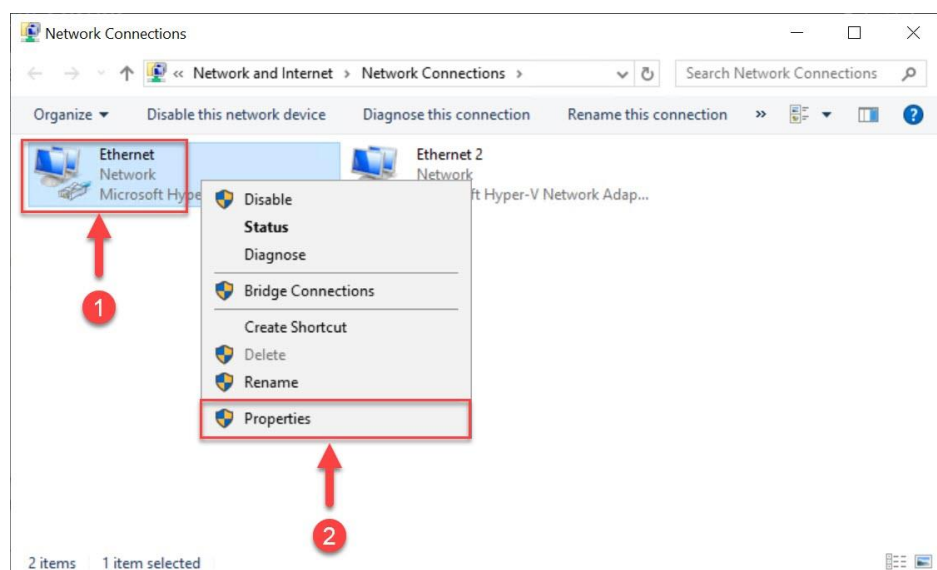 Network Connections
« Network and Internet > Network Connections >
Search Network Connections
Organize Disable this network device Diagnose this connection Rename this connection »
Ethernet
Network
Microsoft Hype
Ethernet 2
Network
ft Hyper-V Network Adap...
Disable
Status
Diagnose
Bridge Connections
Create Shortcut
Delete
Rename
Properties
1
2
2 items 1 item selected